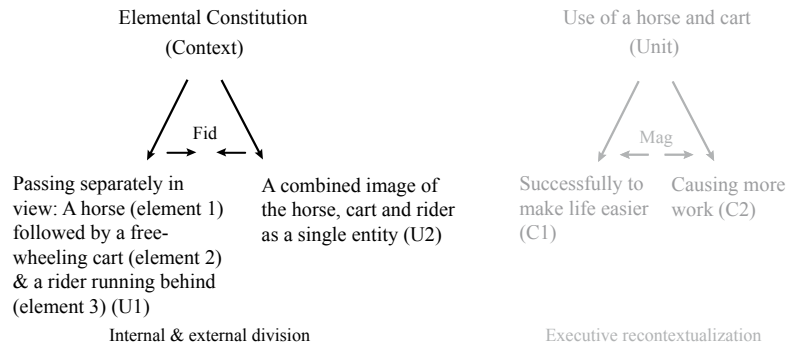 Elemental Constitution
(Context)
Fid
Passing separately in
view: A horse (element 1)
followed by a free-
wheeling cart (element 2)
& a rider running behind
(element 3) (U1)
A combined image of
the horse, cart and rider
as a single entity (U2)
Internal & external division
Use of a horse and cart
(Unit)
Mag
Successfully to
make life easier
(C1)
Causing more
work (C2)
Executive recontextualization